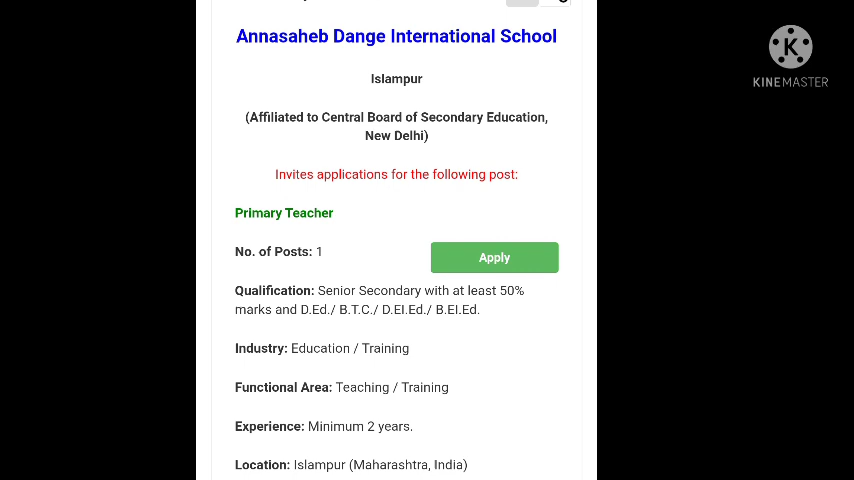 Annasaheb Dange International School
Islampur
(Affiliated to Central Board of Secondary Education,
New Delhi)
Invites applications for the following post:
Primary Teacher
No. of Posts: 1
Apply
Qualification: Senior Secondary with at least 50%
marks and D.Ed./ B.T.C./ D.El.Ed./ B.El.Ed.
Industry: Education / Training
Functional Area: Teaching / Training
Experience: Minimum 2 years.
Location: Islampur (Maharashtra, India)
K
KINEMASTER